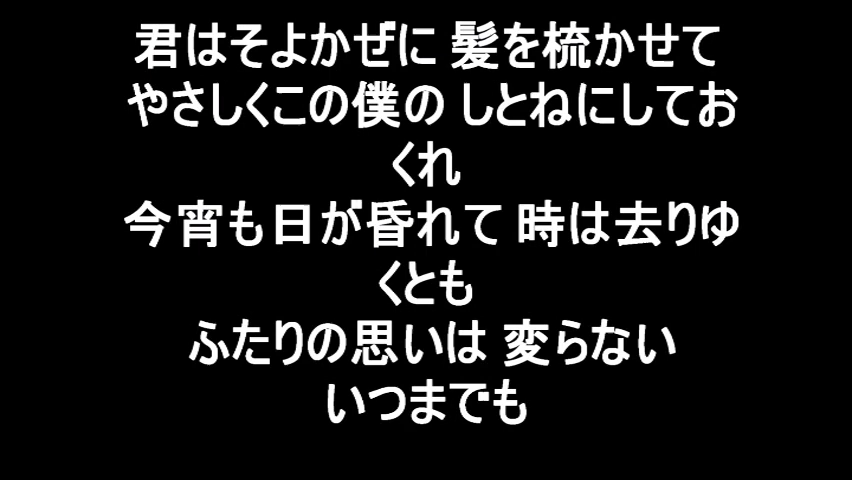 君はそよかぜに 髪を梳かせて
やさしくこの僕の しとねにしてお
くれ
今宵も日が昏れて 時は去りゆ
くとも
ふたりの思いは 変らない
いつまでも